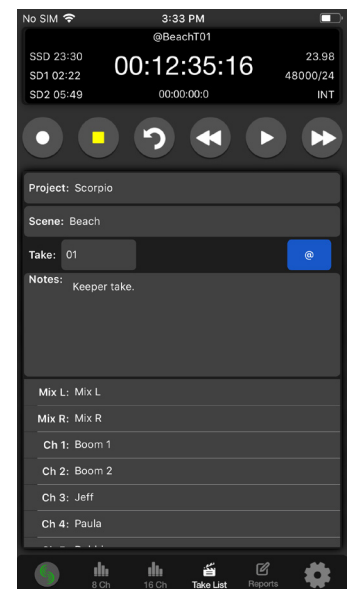 No SIM 3:33 PM
@BeachT01
SSD 23:30 00:12:35:16 23.98
SD1 02:22 48000/24
SD2 05:49 00:00:00:0 INT
Project: Scorpio
Scene: Beach
Take: 01 @
Notes: Keeper take.
Mix L: Mix L
Mix R: Mix R
Ch 1: Boom 1
Ch 2: Boom 2
Ch 3: Jeff
Ch 4: Paula
8 Ch 16 Ch Take List Reports